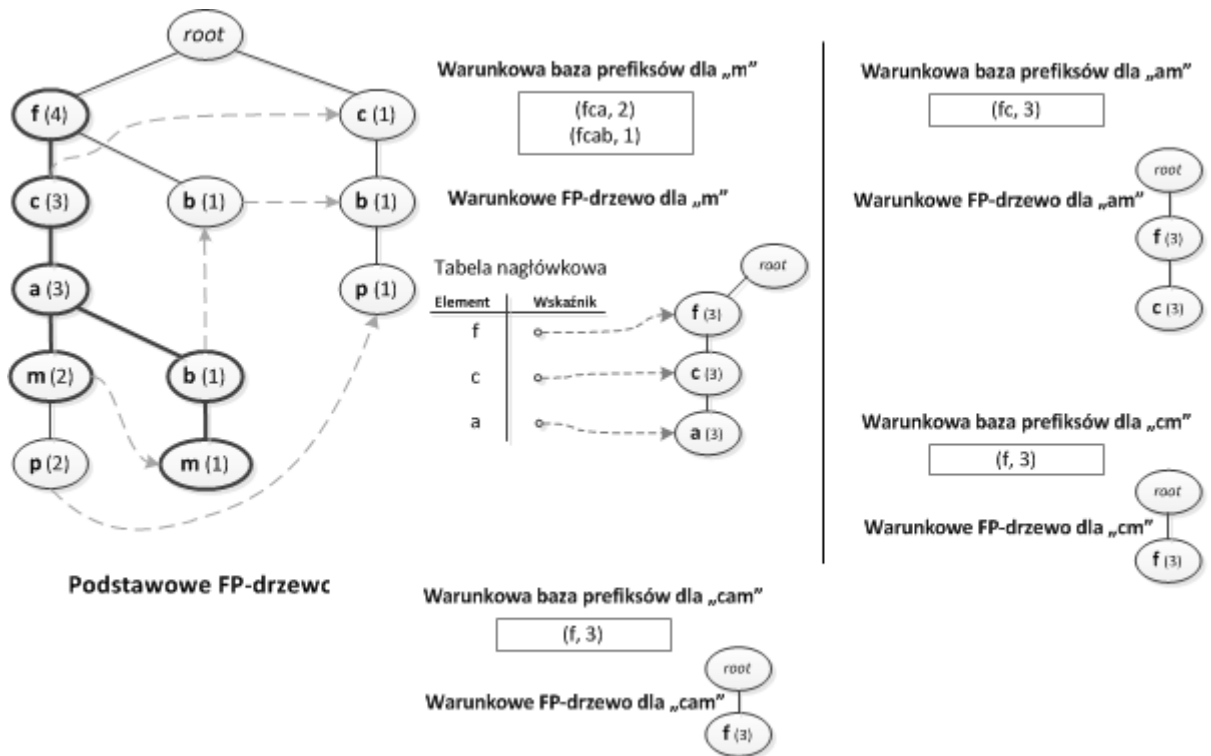 root
f (4)
c (1)
c (3)
b (1)
b (1)
a (3)
p (1)
m (2)
b (1)
p (2)
m (1)
Podstawowe FP-drzewc
Warunkowa baza prefiksów dla „m”
(fca, 2)
(fcab, 1)
Warunkowe FP-drzewo dla „m”
Tabela nagłówkowa
Element Wskaźnik
f
c
a
root
f (3)
c (3)
a (3)
Warunkowa baza prefiksów dla „am”
(fc, 3)
Warunkowe FP-drzewo dla „am”
root
f (3)
c (3)
Warunkowa baza prefiksów dla „cm”
(f, 3)
Warunkowe FP-drzewo dla „cm”
root
f (3)
Warunkowa baza prefiksów dla „cam”
(f, 3)
Warunkowe FP-drzewo dla „cam”
root
f (3)